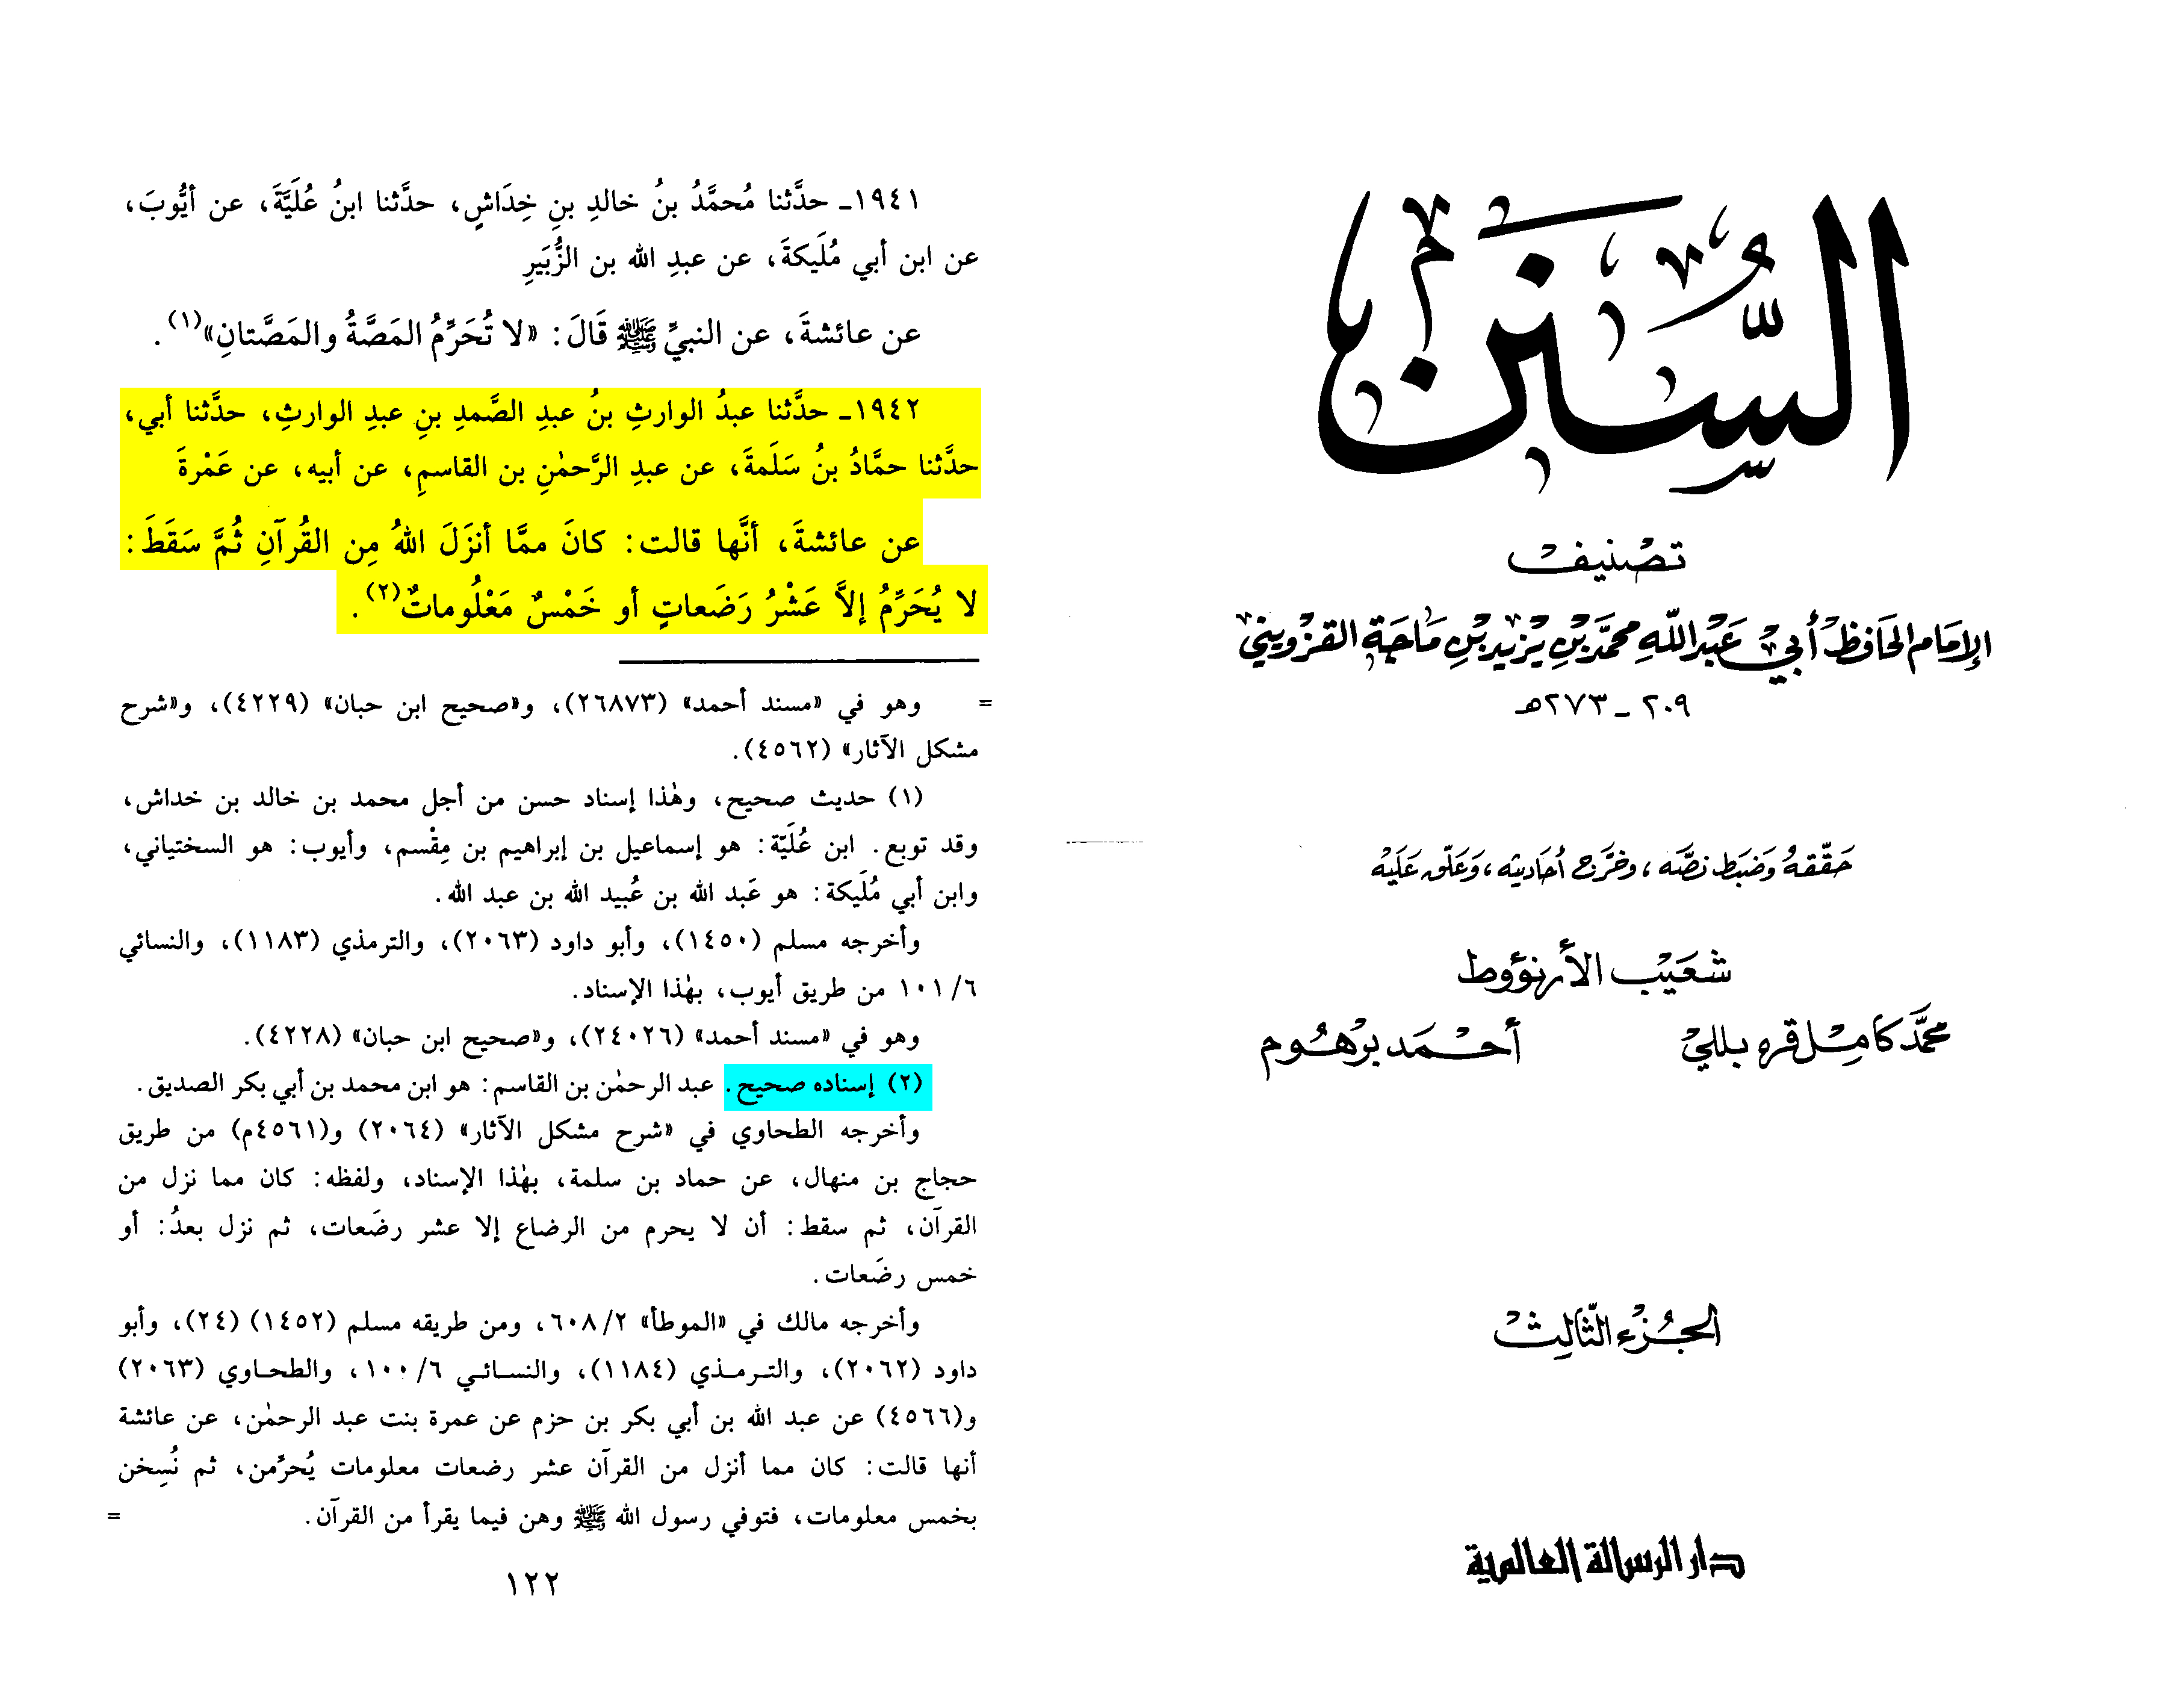 السنن
تصنيف
الإمام الحافظ أبي عبد الله محمد بن يزيد بن ماجة القزويني
٢٠٩ - ٢٧٣هـ
حققه وضبط نصه، وخرج أحاديثه، وعلق عليه
شعيب الأرنؤوط
محمد كامل قره بللي أحمد برهوم
الجزء الثالث
دار الرسالة العالمية
١٩٤١ـ حدَّثنا مُحمَّدُ بنُ خالدِ بنِ خِدَاشٍ، حدَّثنا ابنُ عُلَيَّةَ، عن أيُّوبَ،
عن ابن أبي مُلَيكةَ، عن عبدِ الله بن الزُّبَيرِ
عن عائشةَ، عن النبيِّ ﷺ قَالَ: «لا تُحَرِّمُ المَصَّةُ والمَصَّتانِ»(١).
١٩٤٢ـ حدَّثنا عبدُ الوارثِ بنُ عبدِ الصَّمدِ بنِ عبدِ الوارثِ، حدَّثنا أبي،
حدَّثنا حمَّادُ بنُ سَلَمةَ، عن عبدِ الرَّحمٰنِ بن القاسمِ، عن أبيه، عن عَمْرةَ
عن عائشةَ، أنَّها قالت: كانَ ممَّا أنزَلَ اللهُ مِن القُرآنِ ثُمَّ سَقَطَ:
لا يُحَرِّمُ إلاَّ عَشْرُ رَضَعاتٍ أو خَمْسٌ مَعْلُوماتٌ(٢).
= وهو في «مسند أحمد» (٢٦٨٧٣)، و«صحيح ابن حبان» (٤٢٢٩)، و«شرح
مشكل الآثار» (٤٥٦٢).
(١) حديث صحيح، وهٰذا إسناد حسن من أجل محمد بن خالد بن خداش،
وقد توبع. ابن عُلَيّة: هو إسماعيل بن إبراهيم بن مِقْسم، وأيوب: هو السختياني،
وابن أبي مُلَيكة: هو عَبد الله بن عُبيد الله بن عبد الله.
وأخرجه مسلم (١٤٥٠)، وأبو داود (٢٠٦٣)، والترمذي (١١٨٣)، والنسائي
٦/ ١٠١ من طريق أيوب، بهٰذا الإسناد.
وهو في «مسند أحمد» (٢٤٠٢٦)، و«صحيح ابن حبان» (٤٢٢٨).
(٢) إسناده صحيح. عبد الرحمٰن بن القاسم: هو ابن محمد بن أبي بكر الصديق.
وأخرجه الطحاوي في «شرح مشكل الآثار» (٢٠٦٤) و(٤٥٦١م) من طريق
حجاج بن منهال، عن حماد بن سلمة، بهٰذا الإسناد، ولفظه: كان مما نزل من
القرآن، ثم سقط: أن لا يحرم من الرضاع إلا عشر رضَعات، ثم نزل بعدُ: أو
خمس رضَعات.
وأخرجه مالك في «الموطأ» ٢/ ٦٠٨، ومن طريقه مسلم (١٤٥٢) (٢٤)، وأبو
داود (٢٠٦٢)، والترمذي (١١٨٤)، والنسائي ٦/ ١٠٠، والطحاوي (٢٠٦٣)
و(٤٥٦٦) عن عبد الله بن أبي بكر بن حزم عن عمرة بنت عبد الرحمٰن، عن عائشة
أنها قالت: كان مما أنزل من القرآن عشر رضعات معلومات يُحرِّمن، ثم نُسِخن
بخمس معلومات، فتوفي رسول الله ﷺ وهن فيما يقرأ من القرآن. =
١٢٢